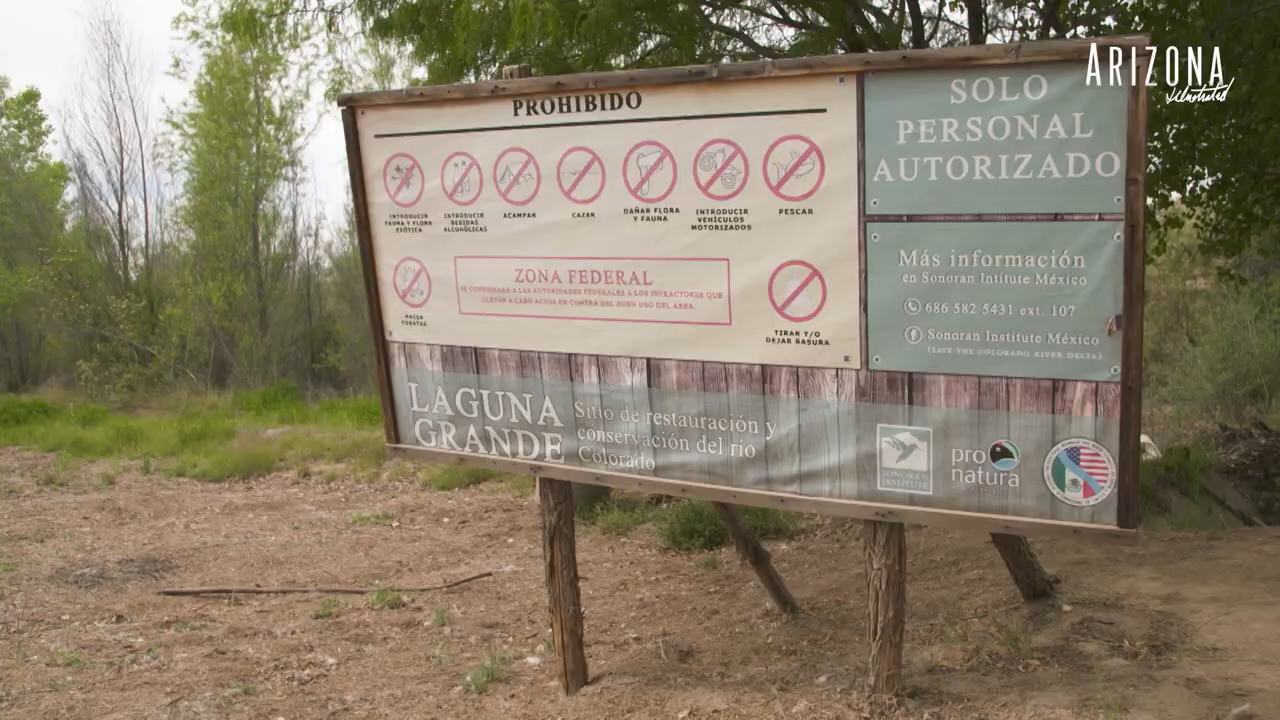 ARIZONA
Illustrated
PROHIBIDO
INTRODUCIR
FAUNA Y FLORA
EXÓTICA
INTRODUCIR
BEBIDAS
ALCOHÓLICAS
ACAMPAR
CAZAR
DAÑAR FLORA
Y FAUNA
INTRODUCIR
VEHÍCULOS
MOTORIZADOS
PESCAR
HACER
FOGATAS
ZONA FEDERAL
SE CONSIGNARÁ A LAS AUTORIDADES FEDERALES A LOS INFRACTORES QUE
LLEVEN A CABO ACTOS EN CONTRA DEL BUEN USO DEL ÁREA.
TIRAR Y/O
DEJAR BASURA
SOLO
PERSONAL
AUTORIZADO
Más información
en Sonoran Intitute México
686 582 5431 ext. 107
Sonoran Institute México
(SAVE THE COLORADO RIVER DELTA)
LAGUNA
GRANDE
Sitio de restauración y
conservación del río
Colorado
SONORAN
INSTITUTE
pro
natura